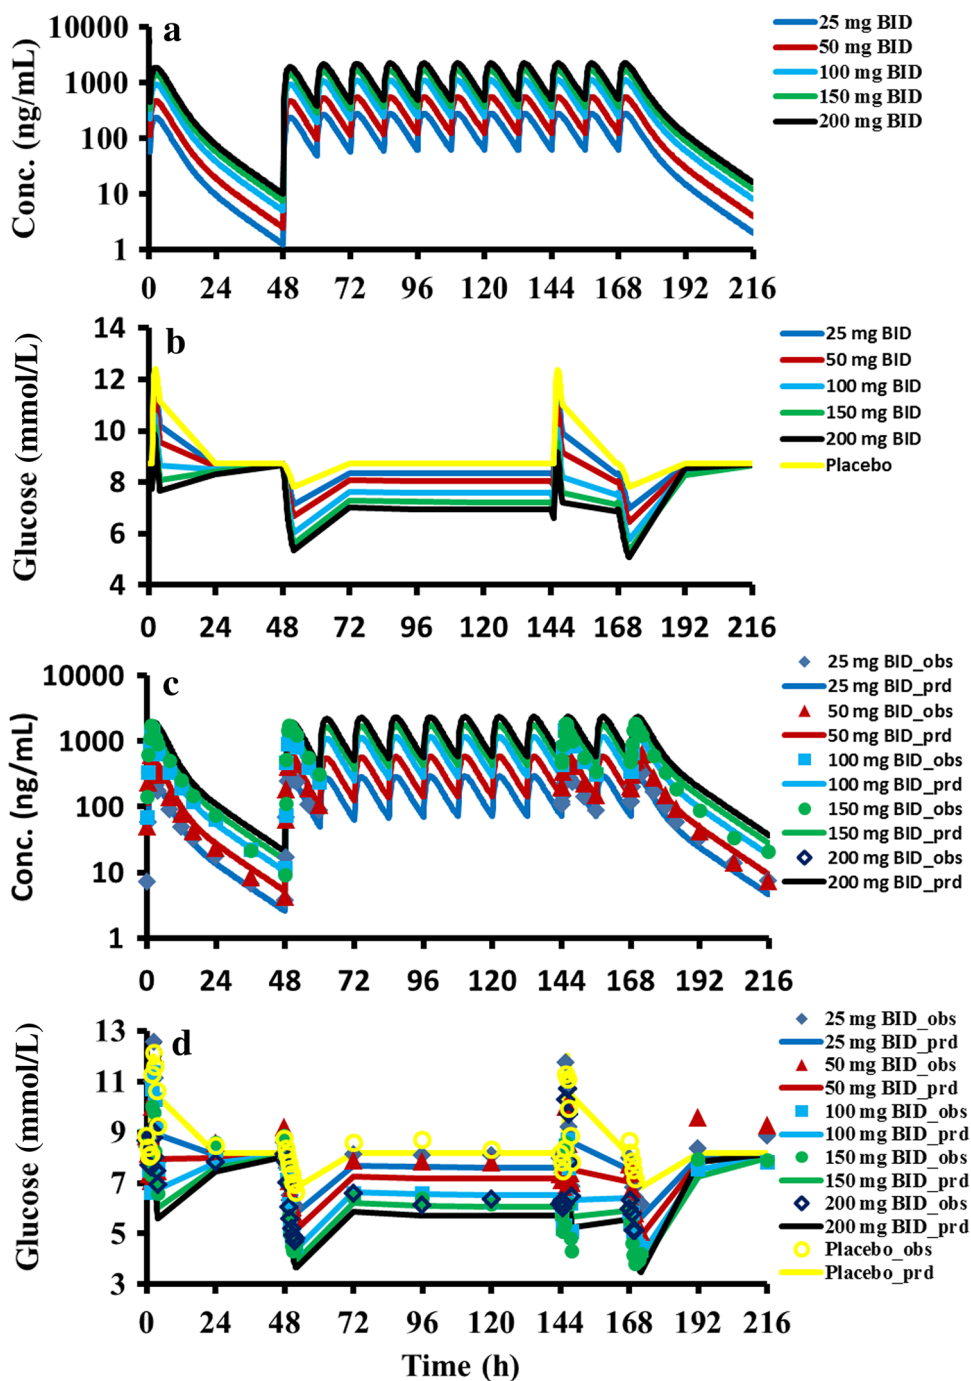 a
10000
1000
100
10
1
Conc. (ng/mL)
0 24 48 72 96 120 144 168 192 216
25 mg BID
50 mg BID
100 mg BID
150 mg BID
200 mg BID
b
14
12
10
8
6
4
Glucose (mmol/L)
0 24 48 72 96 120 144 168 192 216
25 mg BID
50 mg BID
100 mg BID
150 mg BID
200 mg BID
Placebo
c
10000
1000
100
10
1
Conc. (ng/mL)
0 24 48 72 96 120 144 168 192 216
25 mg BID_obs
25 mg BID_prd
50 mg BID_obs
50 mg BID_prd
100 mg BID_obs
100 mg BID_prd
150 mg BID_obs
150 mg BID_prd
200 mg BID_obs
200 mg BID_prd
d
13
11
9
7
5
3
Glucose (mmol/L)
0 24 48 72 96 120 144 168 192 216
Time (h)
25 mg BID_obs
25 mg BID_prd
50 mg BID_obs
50 mg BID_prd
100 mg BID_obs
100 mg BID_prd
150 mg BID_obs
150 mg BID_prd
200 mg BID_obs
200 mg BID_prd
Placebo_obs
Placebo_prd